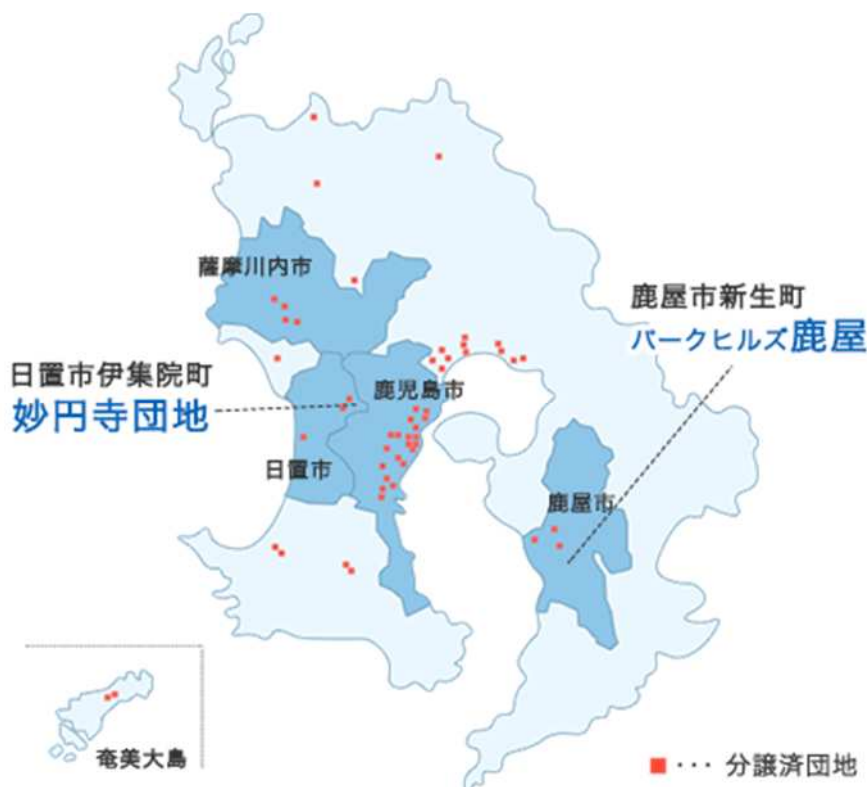 薩摩川内市
鹿屋市新生町
パークヒルズ鹿屋
日置市伊集院町
妙円寺団地
鹿児島市
日置市
鹿屋市
奄美大島
■・・・分譲済団地